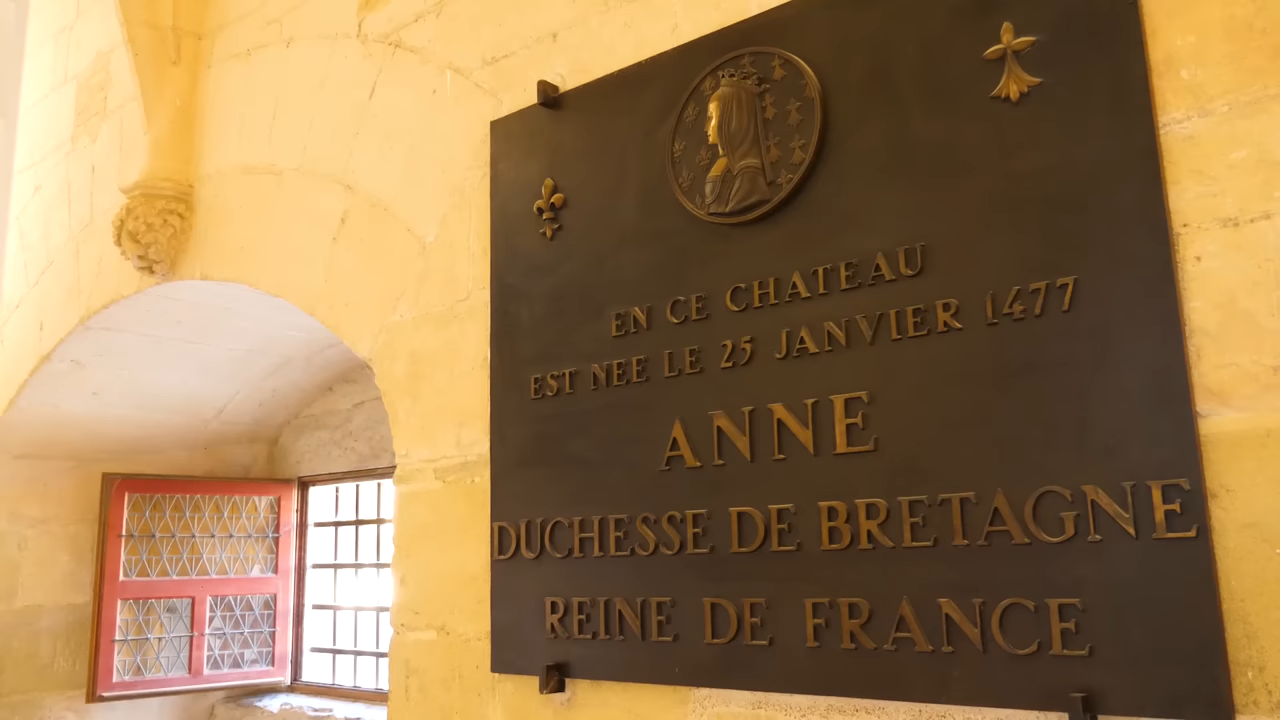 EN CE CHATEAU
EST NEE LE 25 JANVIER 1477
ANNE
DUCHESSE DE BRETAGNE
REINE DE FRANCE